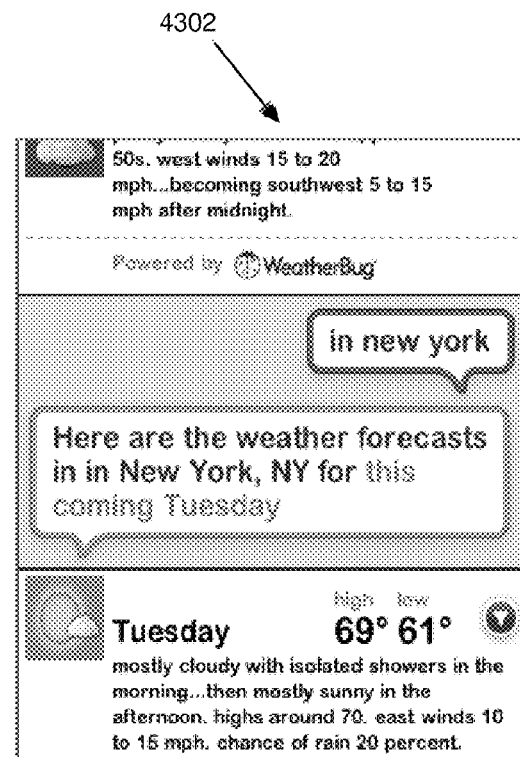 4302
50s. west winds 15 to 20
mph...becoming southwest 5 to 15
mph after midnight.
Powered by WeatherBug
in new york
Here are the weather forecasts
in in New York, NY for this
coming Tuesday
high low
Tuesday 69° 61°
mostly cloudy with isolated showers in the
morning...then mostly sunny in the
afternoon. highs around 70. east winds 10
to 15 mph. chance of rain 20 percent.